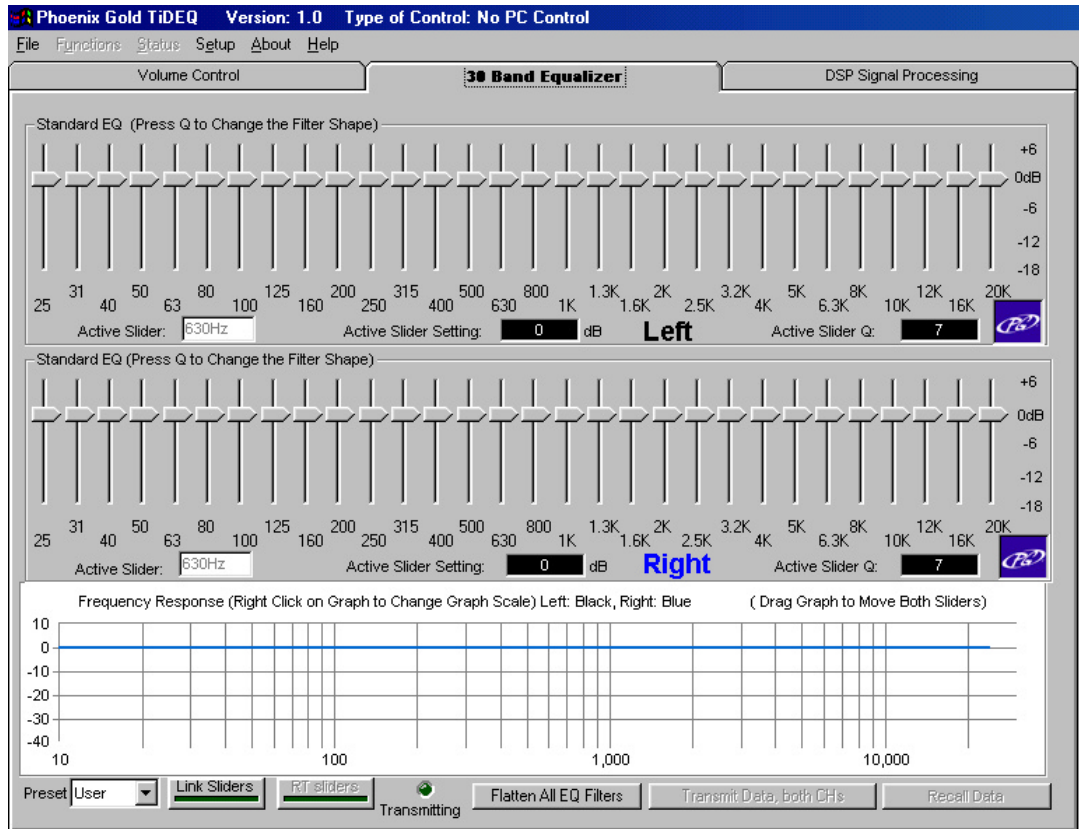 Phoenix Gold TiDEQ Version: 1.0 Type of Control: No PC Control
File Functions Status Setup About Help
Volume Control 30 Band Equalizer DSP Signal Processing
Standard EQ (Press Q to Change the Filter Shape)
+6
0dB
-6
-12
-18
25 31 40 50 63 80 100 125 160 200 250 315 400 500 630 800 1K 1.3K 1.6K 2K 2.5K 3.2K 4K 5K 6.3K 8K 10K 12K 16K 20K
Active Slider: 630Hz Active Slider Setting: 0 dB Left Active Slider Q: 7 PG
Standard EQ (Press Q to Change the Filter Shape)
+6
0dB
-6
-12
-18
25 31 40 50 63 80 100 125 160 200 250 315 400 500 630 800 1K 1.3K 1.6K 2K 2.5K 3.2K 4K 5K 6.3K 8K 10K 12K 16K 20K
Active Slider: 630Hz Active Slider Setting: 0 dB Right Active Slider Q: 7 PG
Frequency Response (Right Click on Graph to Change Graph Scale) Left: Black, Right: Blue ( Drag Graph to Move Both Sliders)
10
0
-10
-20
-30
-40
10 100 1,000 10,000
Preset User Link Sliders RT sliders Transmitting Flatten All EQ Filters Transmit Data, both CHs Recall Data